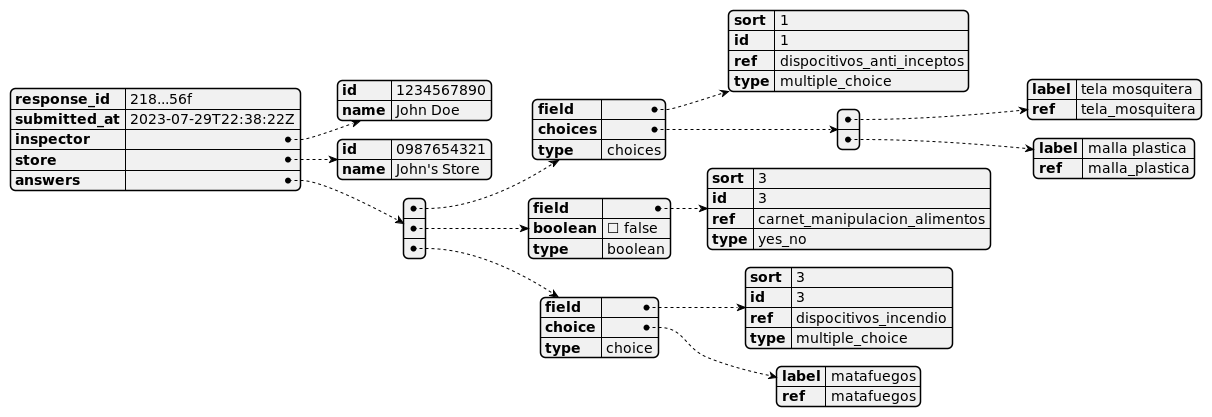 response_id 218...56f
submitted_at 2023-07-29T22:38:22Z
inspector
store
answers
id 1234567890
name John Doe
id 0987654321
name John's Store
field
choices
type choices
sort 1
id 1
ref dispocitivos_anti_inceptos
type multiple_choice
label tela mosquitera
ref tela_mosquitera
label malla plastica
ref malla_plastica
field
boolean ☐ false
type boolean
sort 3
id 3
ref carnet_manipulacion_alimentos
type yes_no
field
choice
type choice
sort 3
id 3
ref dispositivos_incendio
type multiple_choice
label matafuegos
ref matafuegos